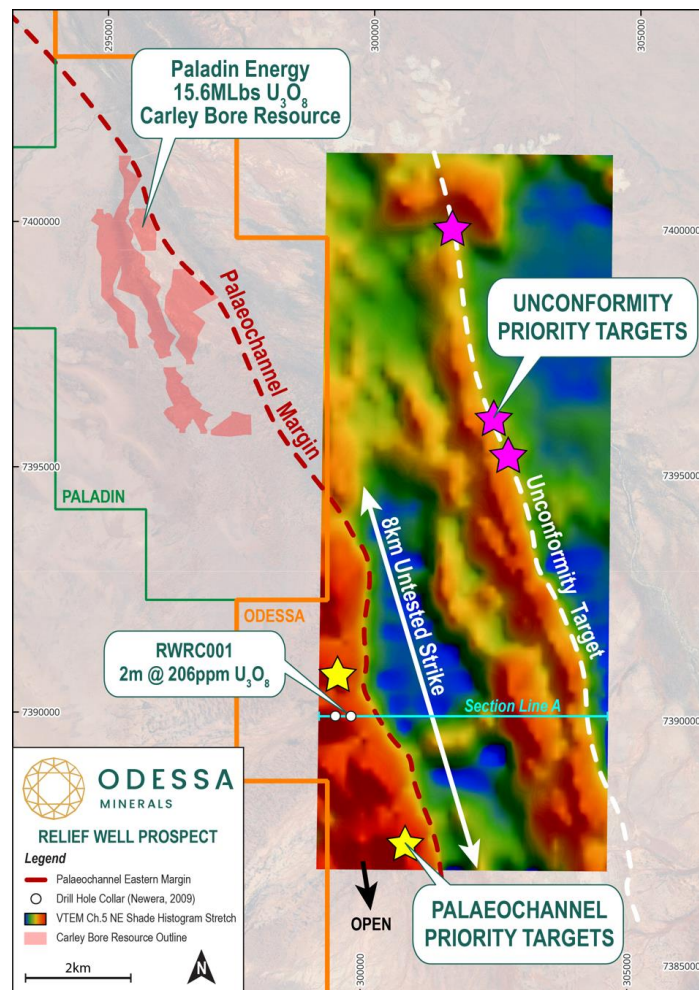 295000
300000
305000
Paladin Energy
15.6MLbs U₃O₈
Carley Bore Resource
7400000
7400000
Palaeochannel Margin
UNCONFORMITY
PRIORITY TARGETS
7395000
7395000
PALADIN
8km Untested Strike
Unconformity Target
ODESSA
RWRC001
2m @ 206ppm U₃O₈
Section Line A
7390000
7390000
ODESSA
MINERALS
RELIEF WELL PROSPECT
Legend
Palaeochannel Eastern Margin
Drill Hole Collar (Newera, 2009)
VTEM Ch.5 NE Shade Histogram Stretch
Carley Bore Resource Outline
2km
N
OPEN
PALAEOCHANNEL
PRIORITY TARGETS
300000
305000
7385000